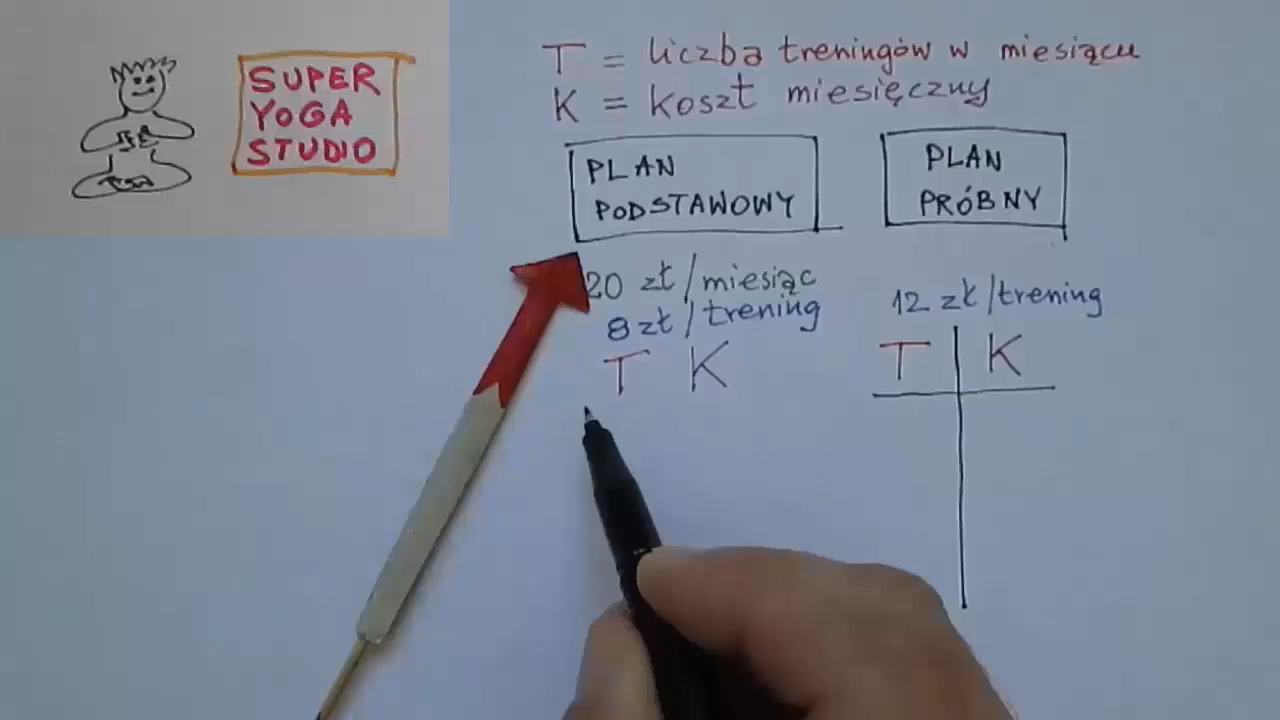 SUPER
YOGA
STUDIO
T = liczba treningów w miesiącu
K = koszt miesięczny
PLAN
PODSTAWOWY
20 zł/miesiąc
8 zł/trening
T K
PLAN
PRÓBNY
12 zł/trening
T K